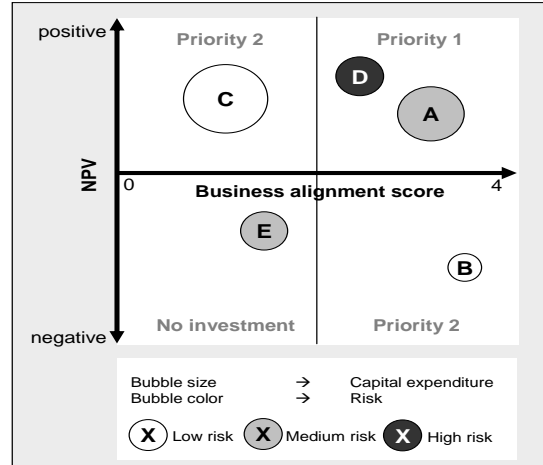 positive
Priority 2 Priority 1
D
C A
NPV
0 4
Business alignment score
E
B
No investment Priority 2
negative
Bubble size → Capital expenditure
Bubble color → Risk
X Low risk X Medium risk X High risk